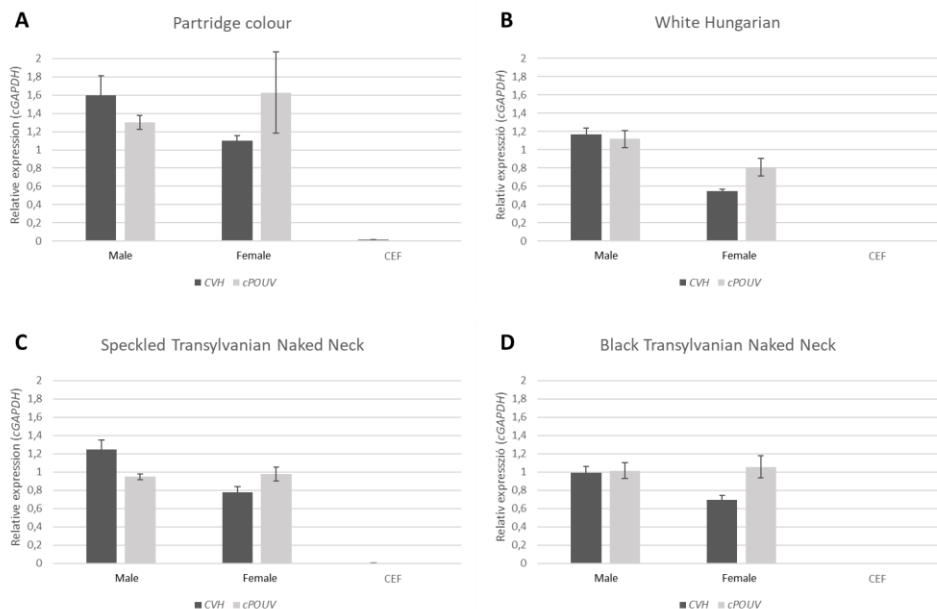 A
Partridge colour
Relative expression (cGAPDH)
2
1,8
1,6
1,4
1,2
1
0,8
0,6
0,4
0,2
0
Male
Female
CEF
CVH
cPOUV
B
White Hungarian
Relatív expresszió (cGAPDH)
2
1,8
1,6
1,4
1,2
1
0,8
0,6
0,4
0,2
0
Male
Female
CEF
CVH
cPOUV
C
Speckled Transylvanian Naked Neck
Relative expression (cGAPDH)
2
1,8
1,6
1,4
1,2
1
0,8
0,6
0,4
0,2
0
Male
Female
CEF
CVH
cPOUV
D
Black Transylvanian Naked Neck
Relatív expresszió (cGAPDH)
2
1,8
1,6
1,4
1,2
1
0,8
0,6
0,4
0,2
0
Male
Female
CEF
CVH
cPOUV